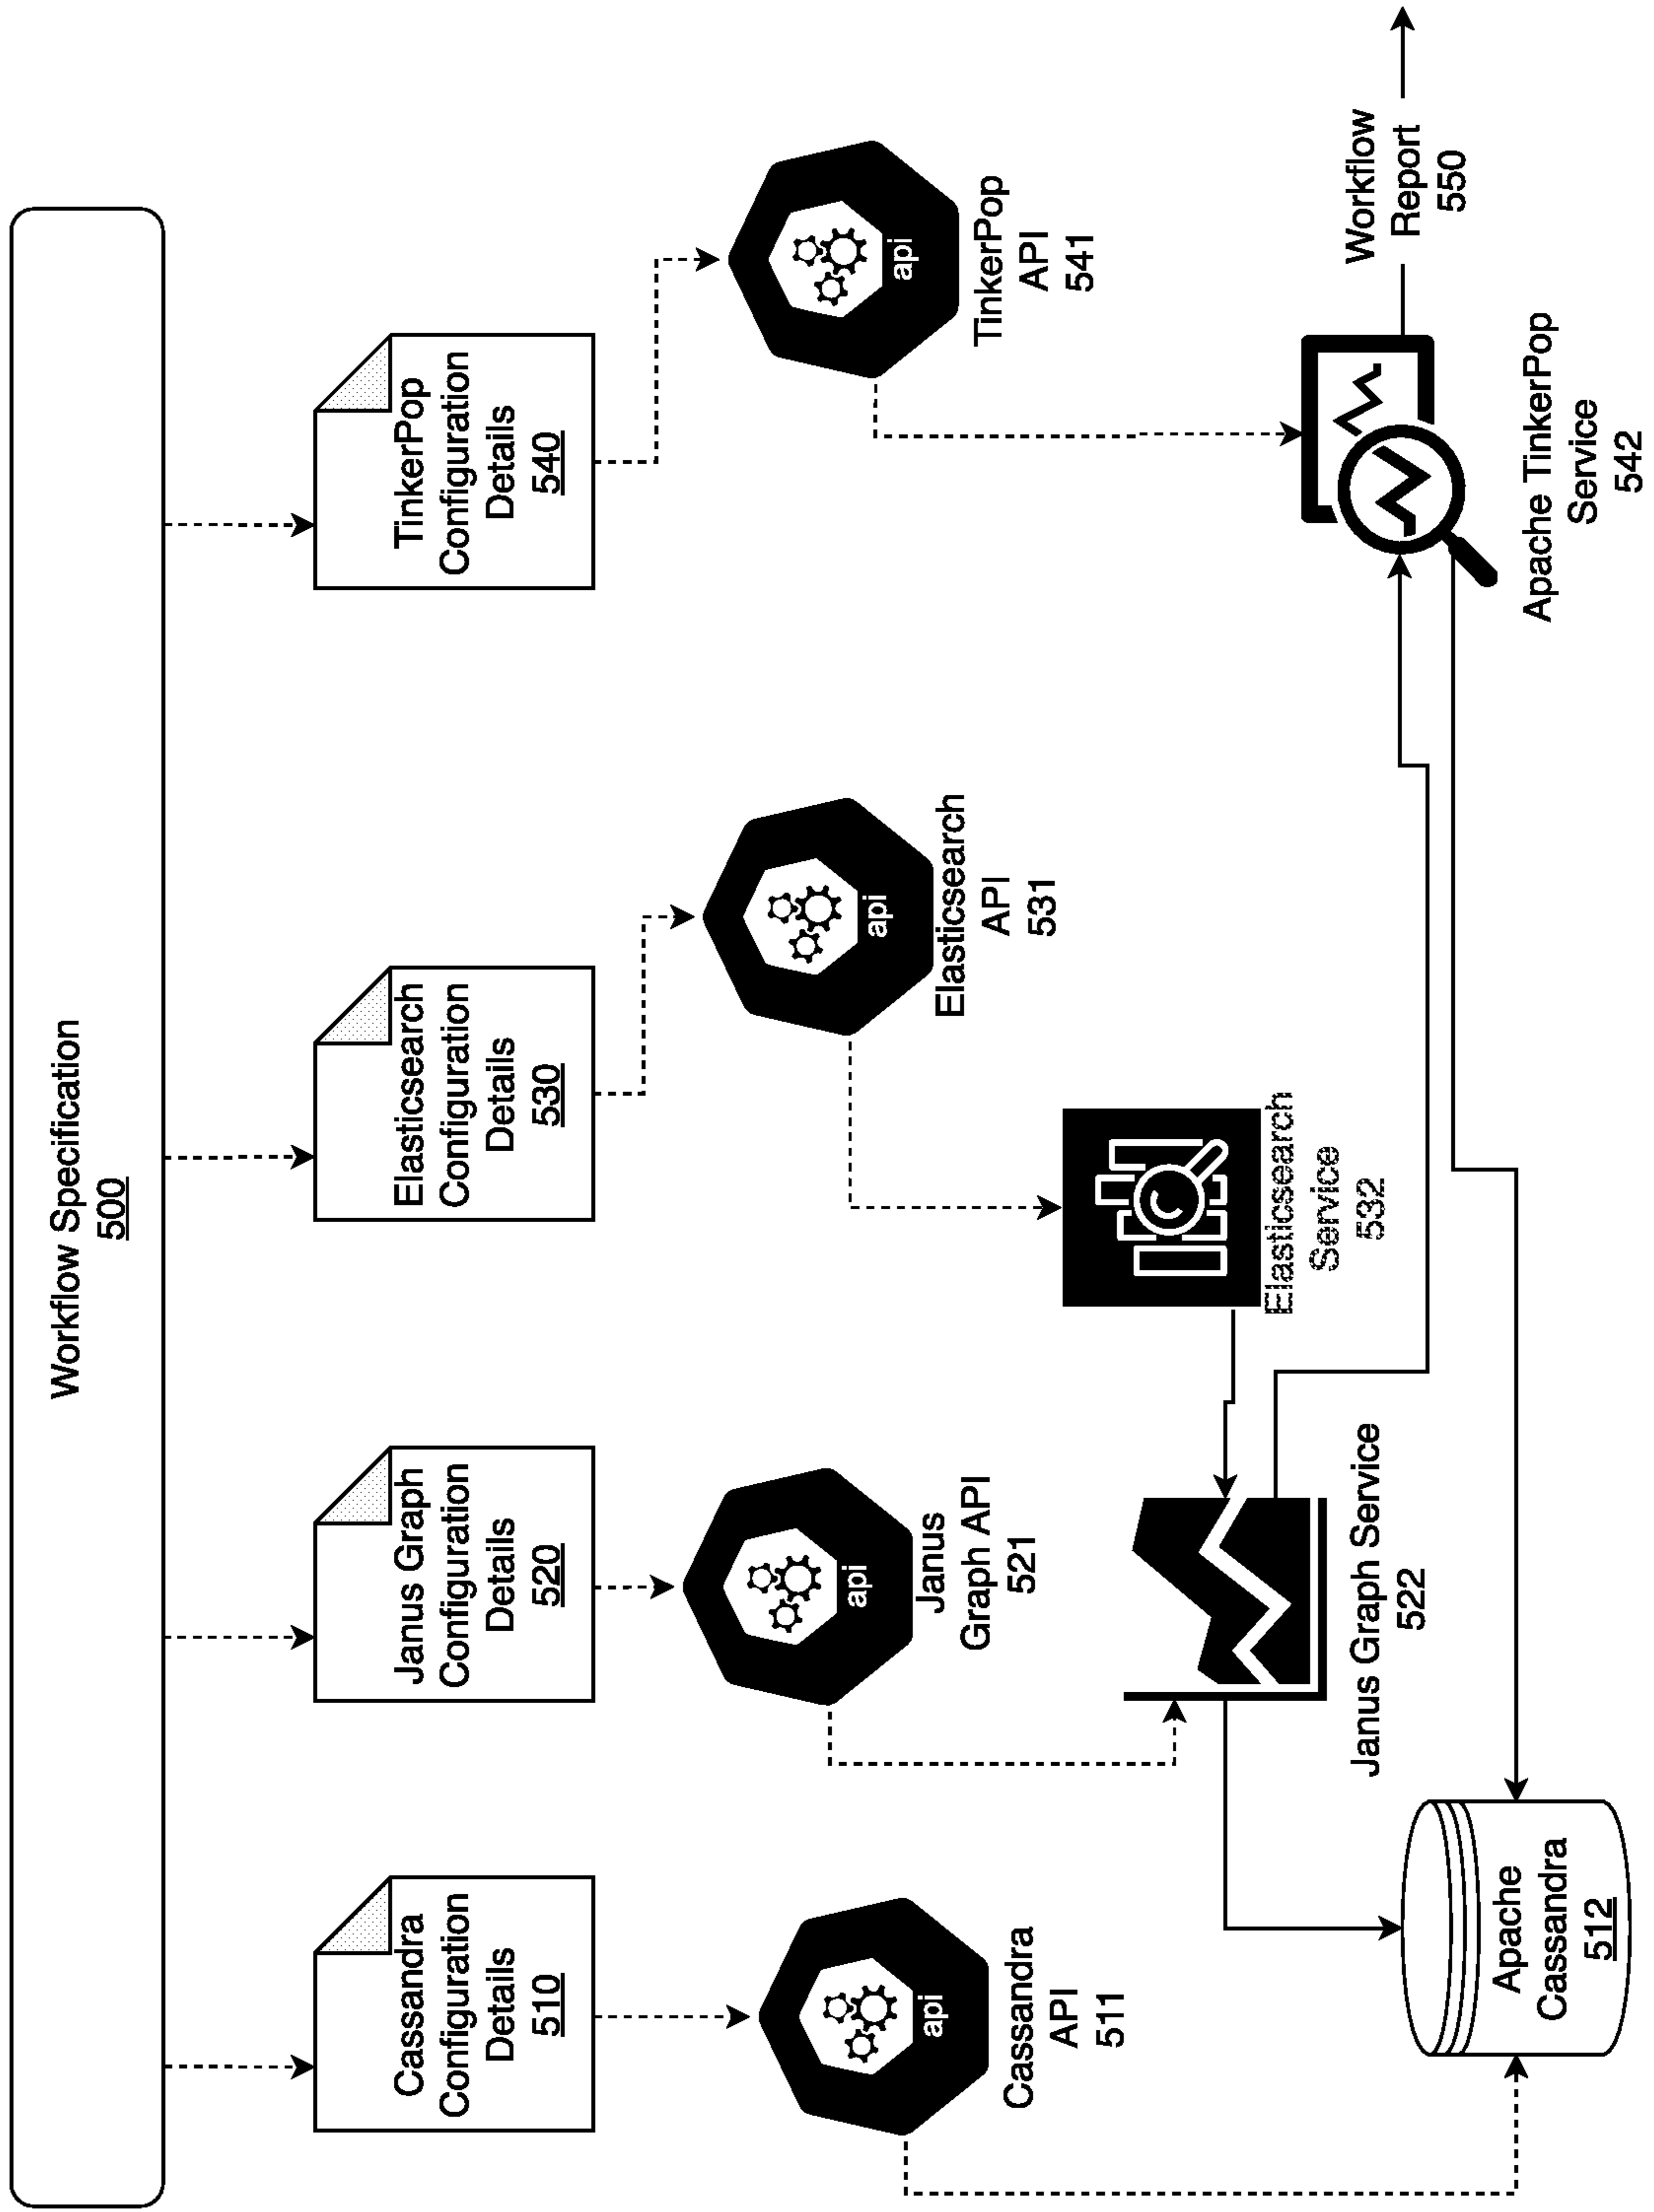 Workflow Specification
500
Cassandra
Configuration
Details
510
Janus Graph
Configuration
Details
520
Elasticsearch
Configuration
Details
530
TinkerPop
Configuration
Details
540
api
Cassandra
API
511
api
Janus
Graph API
521
api
Elasticsearch
API
531
api
TinkerPop
API
541
Apache
Cassandra
512
Janus Graph Service
522
Elasticsearch
Service
532
Apache TinkerPop
Service
542
Workflow
Report
550